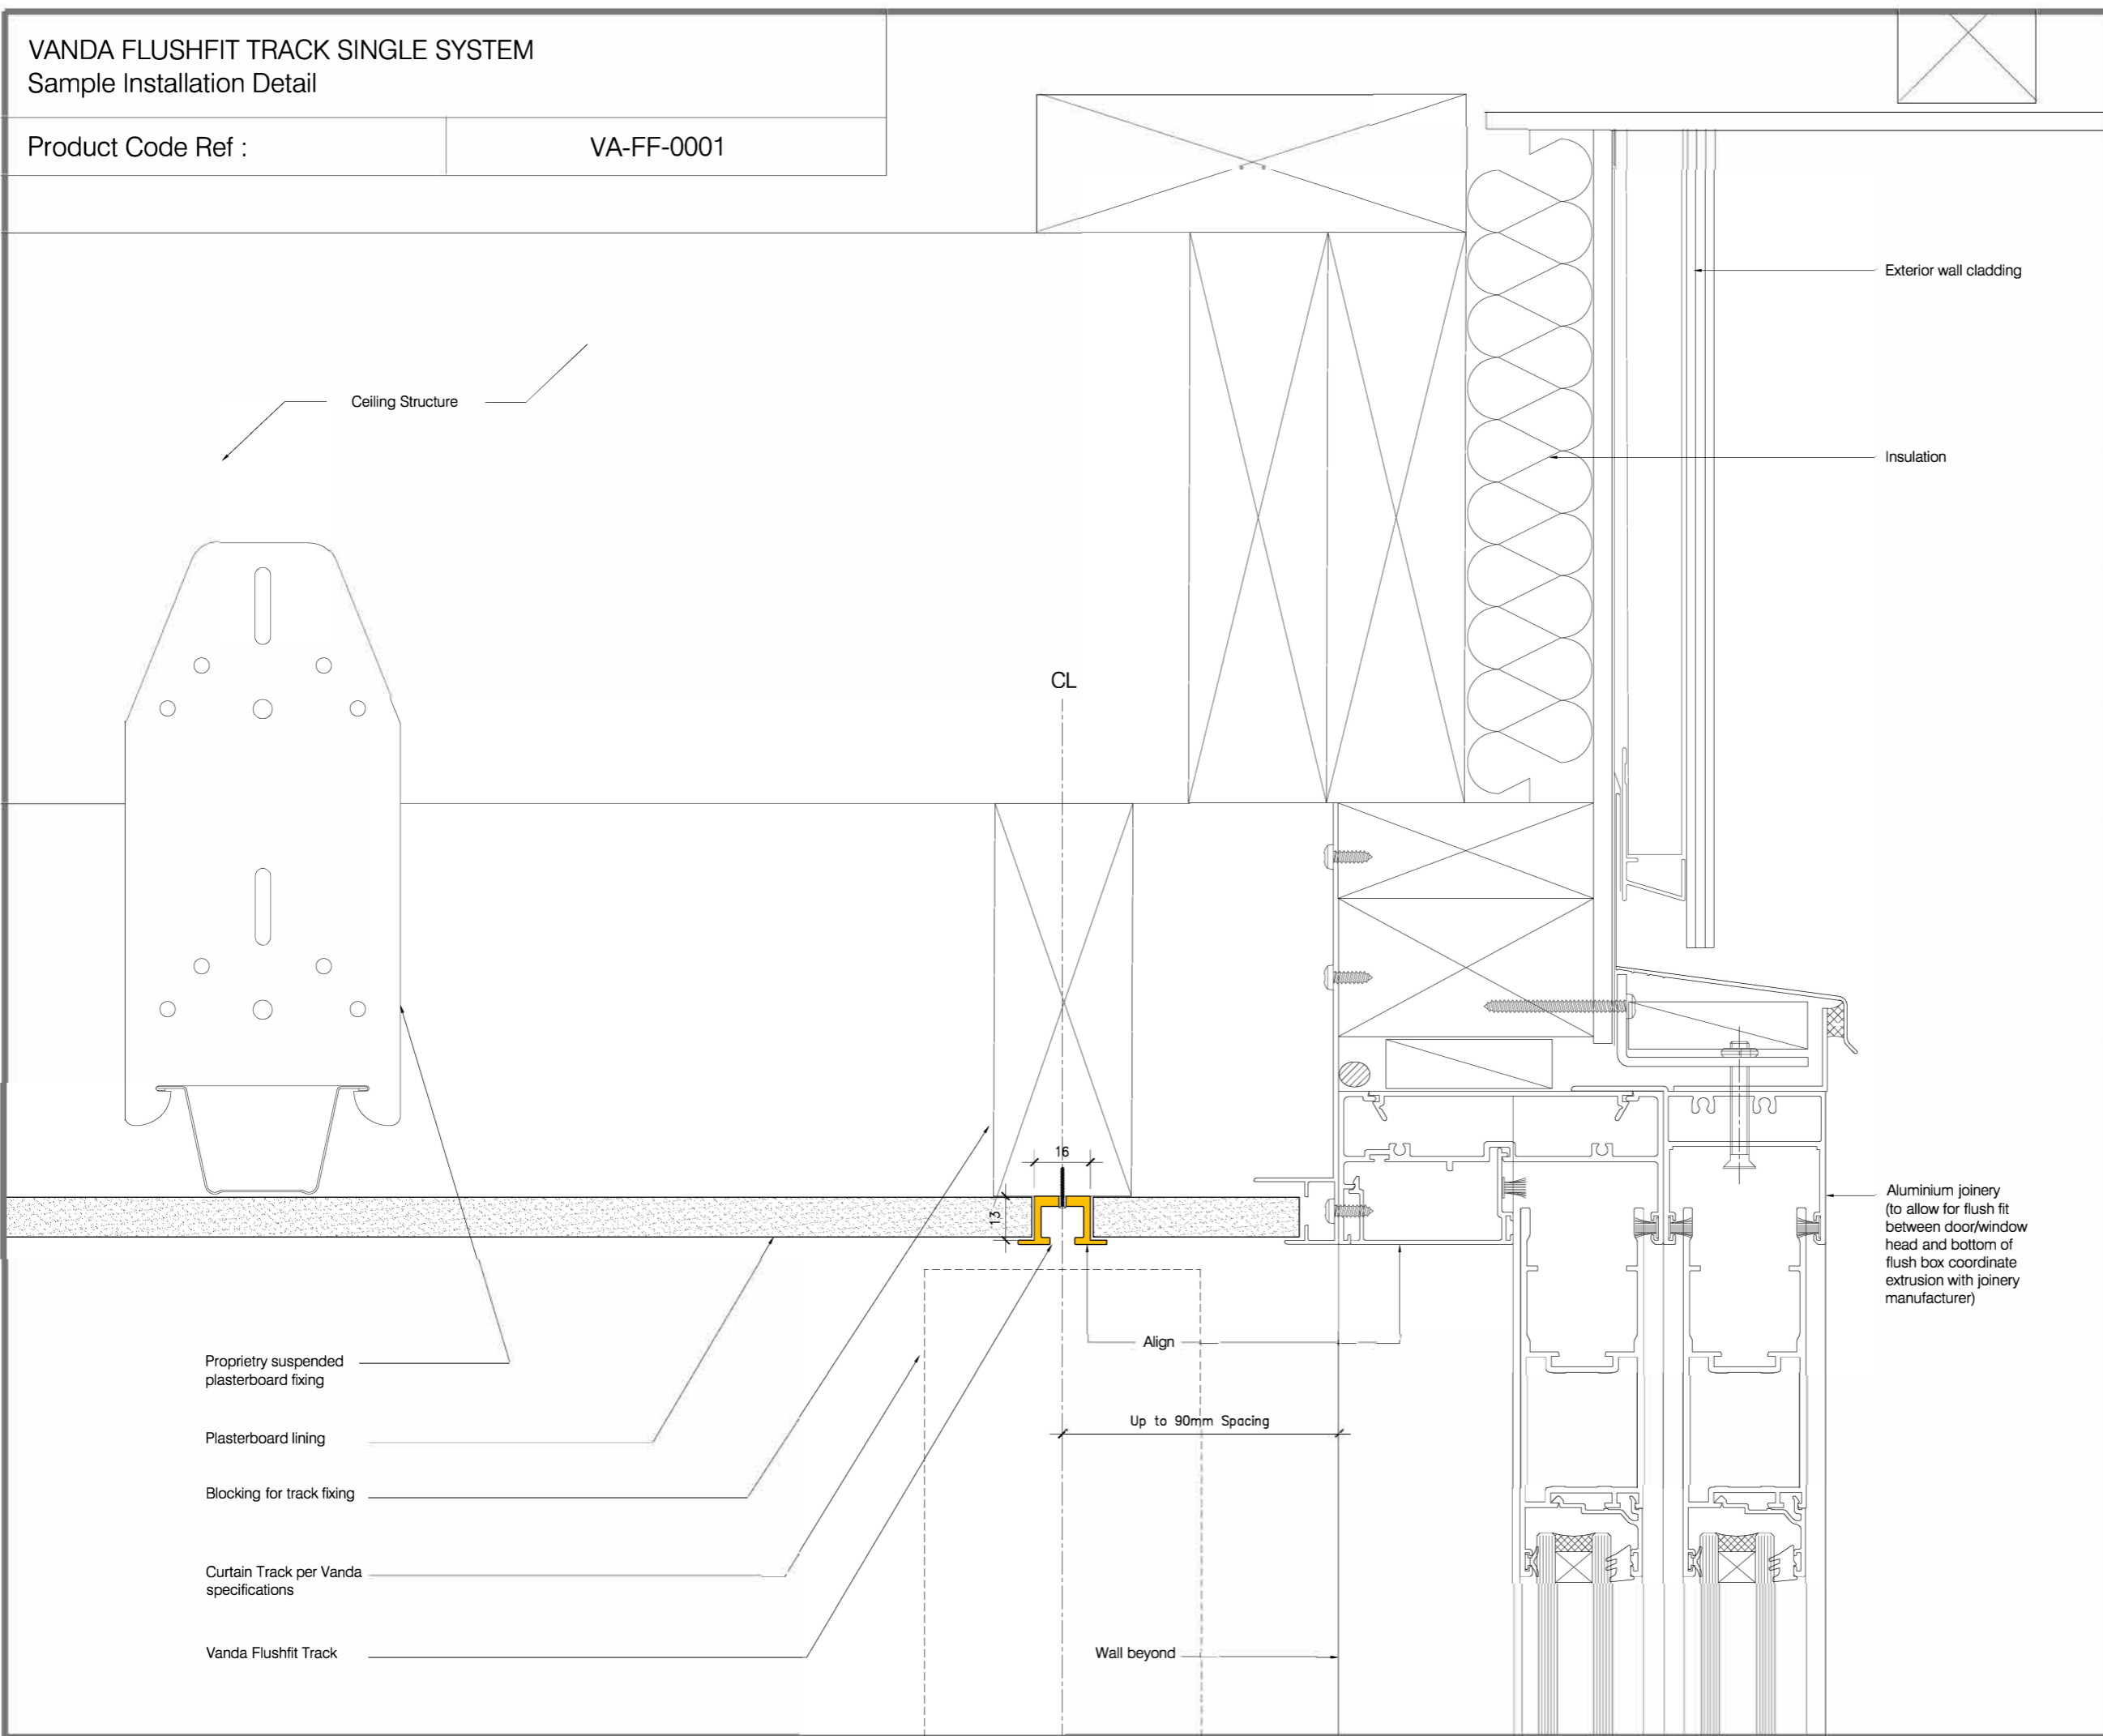 VANDA FLUSHFIT TRACK SINGLE SYSTEM
Sample Installation Detail
Product Code Ref :
VA-FF-0001
Exterior wall cladding
Ceiling Structure
Insulation
CL
16
13
Aluminium joinery
(to allow for flush fit
between door/window
head and bottom of
flush box coordinate
extrusion with joinery
manufacturer)
Align
Proprietry suspended
plasterboard fixing
Up to 90mm Spacing
Plasterboard lining
Blocking for track fixing
Curtain Track per Vanda
specifications
Vanda Flushfit Track
Wall beyond